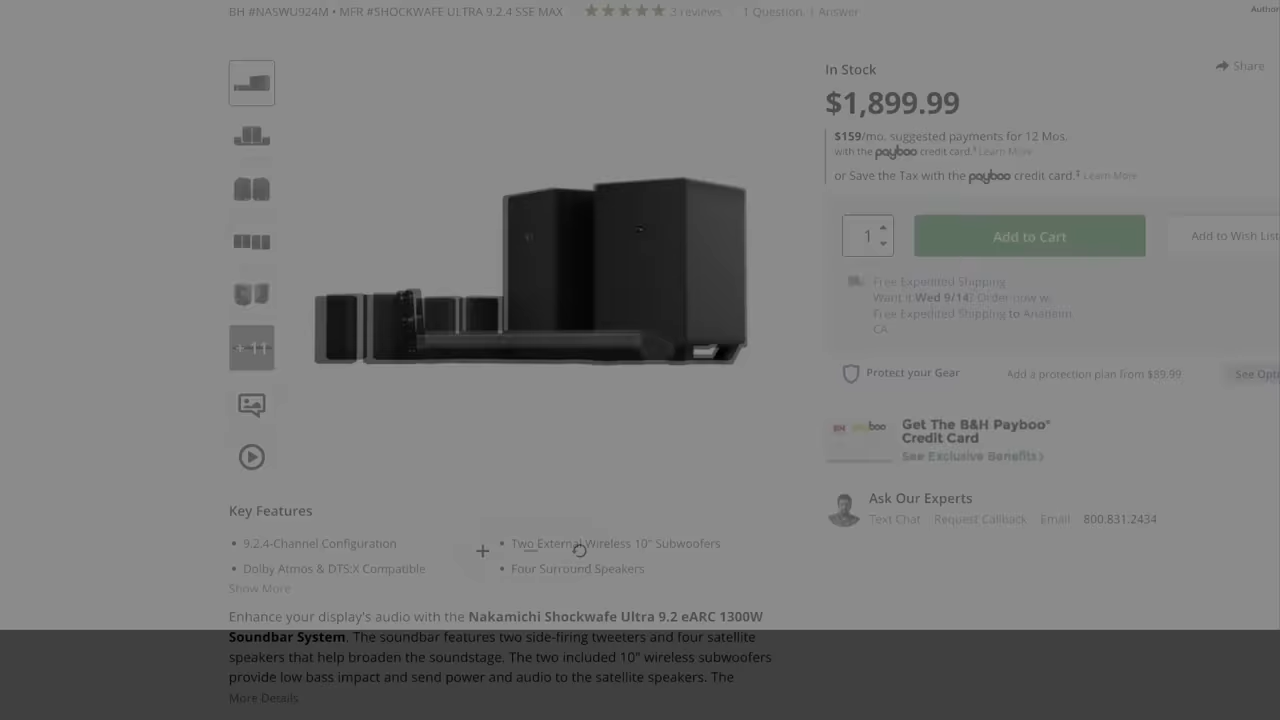 BH #NASWU924M • MFR #SHOCKWAFE ULTRA 9.2.4 SSE MAX
3 reviews
1 Question, 1 Answer
Author
In Stock
Share
$1,899.99
$159/mo. suggested payments for 12 Mos.
with the payboo credit card.† Learn More
or Save the Tax with the payboo credit card.‡ Learn More
1
Add to Cart
Add to Wish List
Free Expedited Shipping
Want it Wed 9/14? Order now w.
Free Expedited Shipping to Anaheim,
CA
+ 11
Protect your Gear
Add a protection plan from $89.99
See Opt
Get The B&H Payboo®
Credit Card
See Exclusive Benefits ›
Ask Our Experts
Text Chat
Request Callback
Email
800.831.2434
Key Features
• 9.2.4-Channel Configuration
• Two External Wireless 10" Subwoofers
• Dolby Atmos & DTS:X Compatible
• Four Surround Speakers
Show More
Enhance your display's audio with the Nakamichi Shockwafe Ultra 9.2 eARC 1300W
Soundbar System. The soundbar features two side-firing tweeters and four satellite
speakers that help broaden the soundstage. The two included 10" wireless subwoofers
provide low bass impact and send power and audio to the satellite speakers. The
More Details